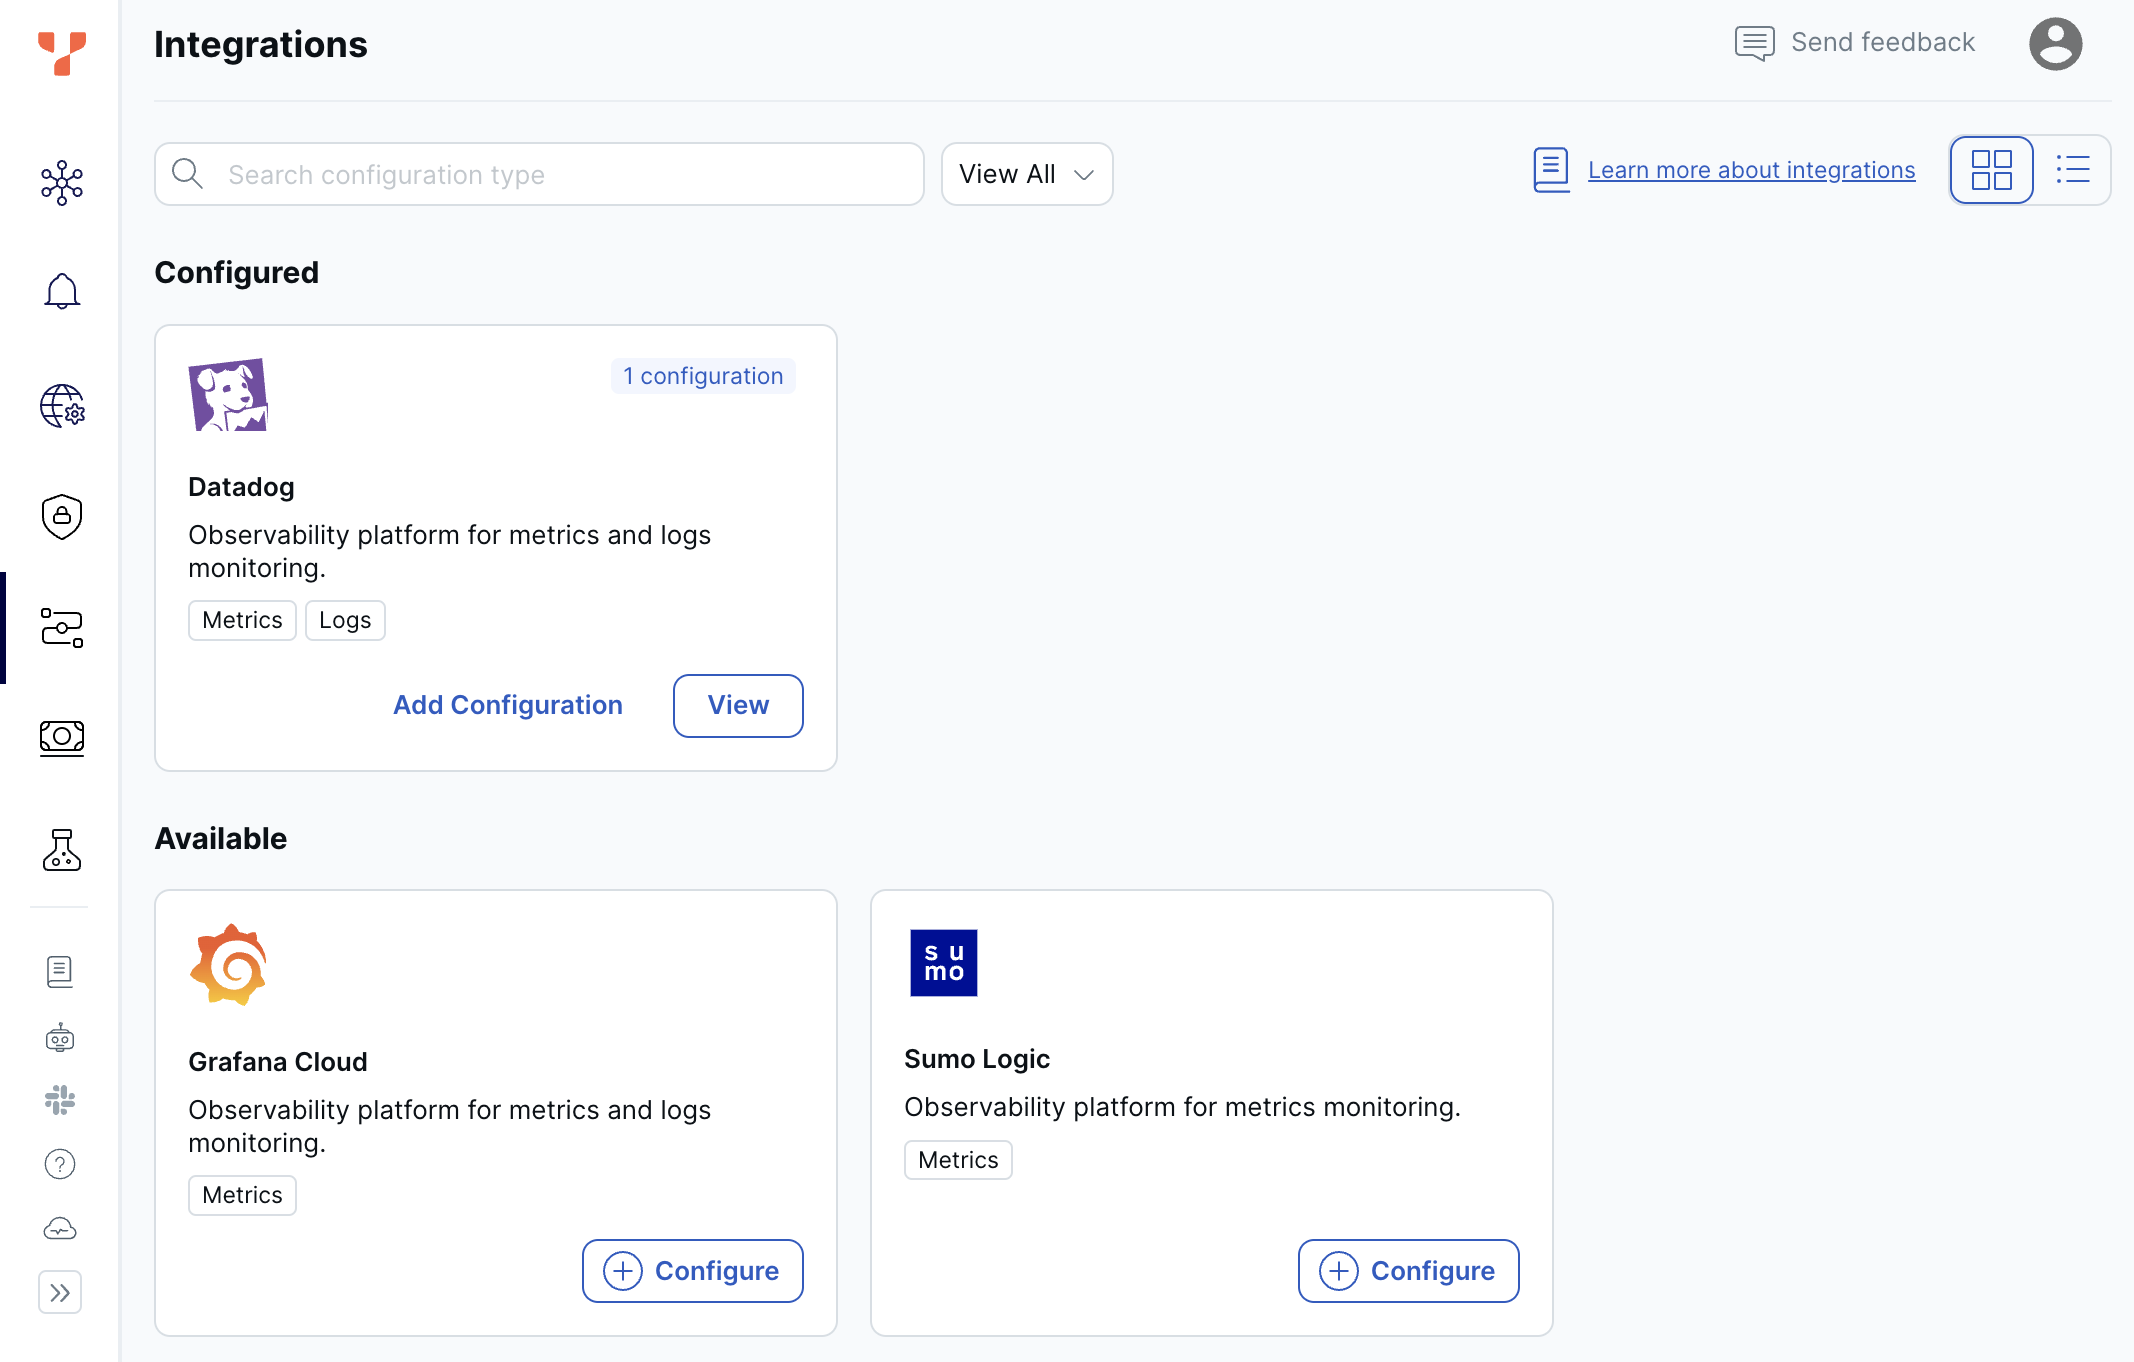 Integrations
Send feedback
Search configuration type
View All
Learn more about integrations
Configured
1 configuration
Datadog
Observability platform for metrics and logs
monitoring.
Metrics
Logs
Add Configuration
View
Available
Grafana Cloud
Observability platform for metrics and logs
monitoring.
Metrics
Configure
su
mo
Sumo Logic
Observability platform for metrics monitoring.
Metrics
Configure